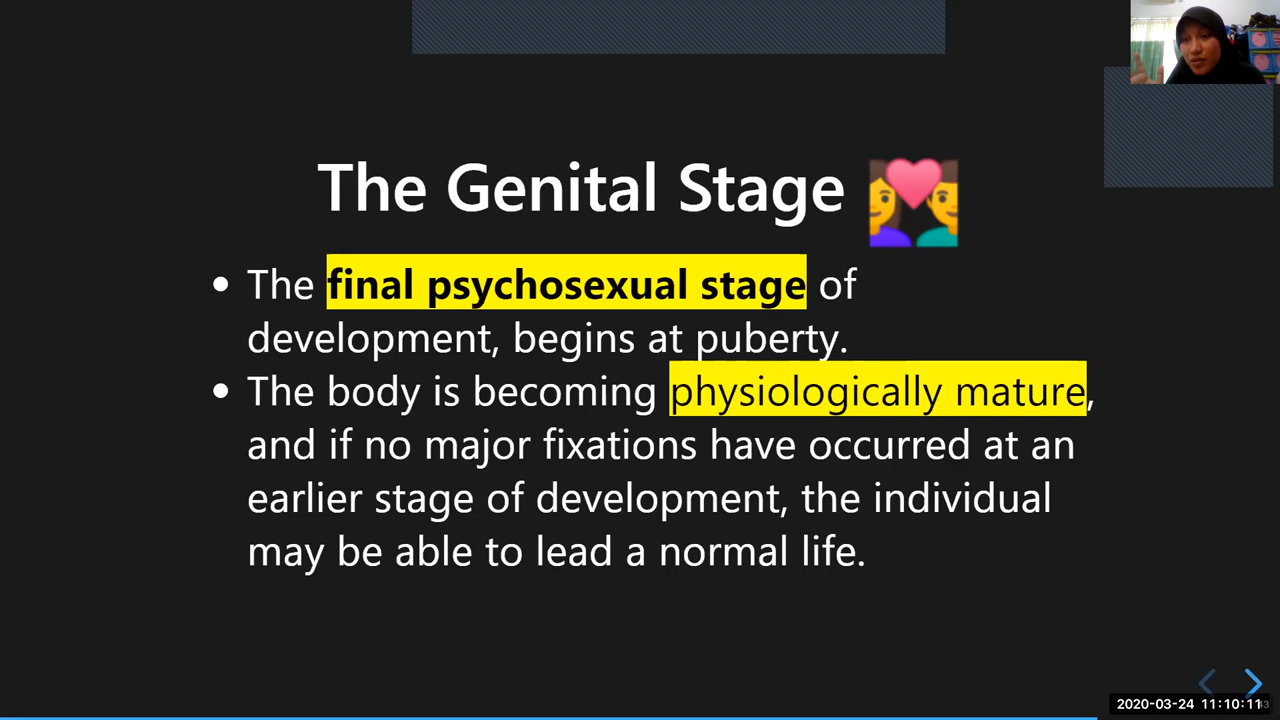 The Genital Stage
• The final psychosexual stage of
development, begins at puberty.
• The body is becoming physiologically mature,
and if no major fixations have occurred at an
earlier stage of development, the individual
may be able to lead a normal life.
2020-03-24 11:10:11